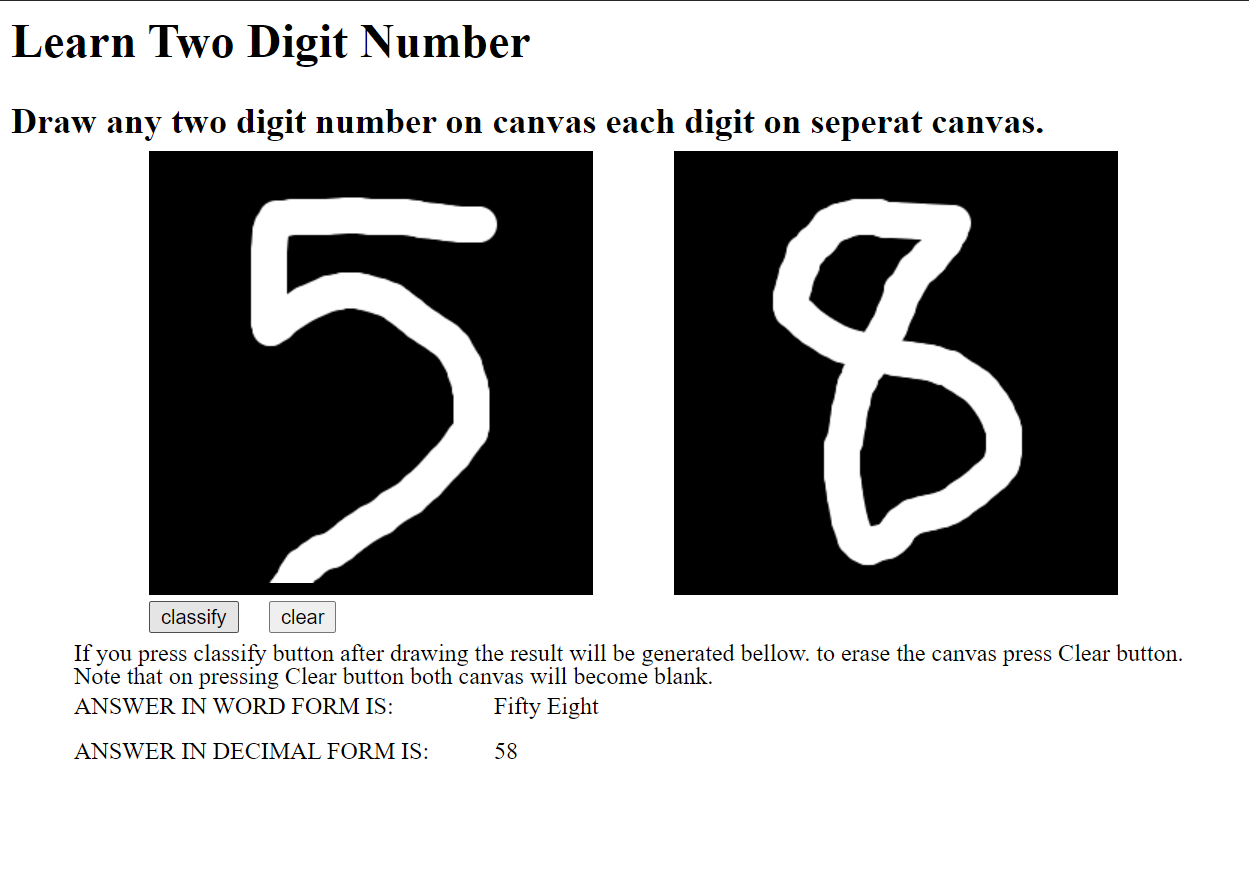 Learn Two Digit Number
Draw any two digit number on canvas each digit on seperat canvas.
5 8
classify clear
If you press classify button after drawing the result will be generated bellow. to erase the canvas press Clear button.
Note that on pressing Clear button both canvas will become blank.
ANSWER IN WORD FORM IS: Fifty Eight
ANSWER IN DECIMAL FORM IS: 58